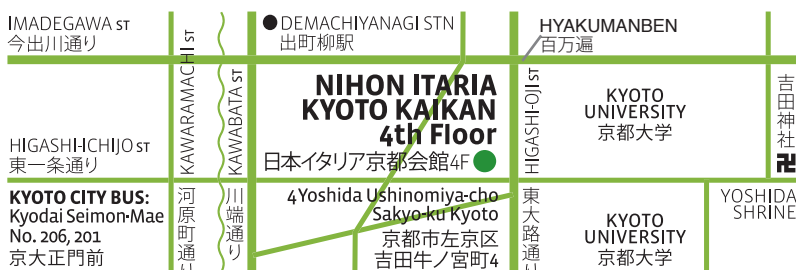 IMADEGAWA ST
今出川通り
KAWARAMACHI ST
KAWABATA ST
DEMACHIYANAGI STN
出町柳駅
HYAKUMANBEN
百万遍
NIHON ITARIA
KYOTO KAIKAN
4th Floor
日本イタリア京都会館4F
HIGASHI-OJI ST
KYOTO
UNIVERSITY
京都大学
吉田神社
卍
HIGASHI-ICHIJO ST
東一条通り
KYOTO CITY BUS:
Kyodai Seimon-Mae
No. 206, 201
京大正門前
河原町通り
川端通り
4 Yoshida Ushinomiya-cho
Sakyo-ku Kyoto
京都市左京区
吉田牛ノ宮町4
東大路通り
KYOTO
UNIVERSITY
京都大学
YOSHIDA
SHRINE